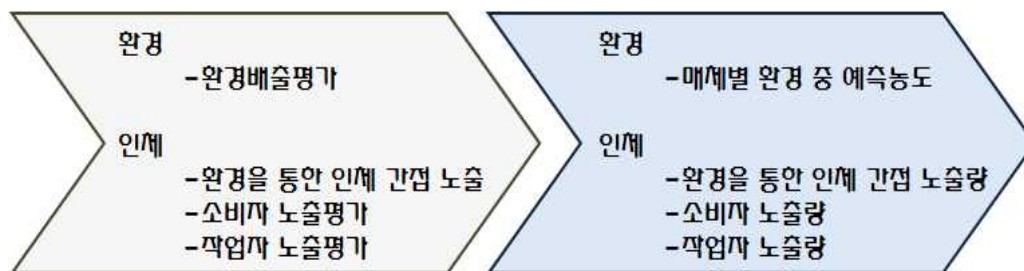 환경
-환경배출평가
인체
-환경을 통한 인체 간접 노출
-소비자 노출평가
-작업자 노출평가
환경
-매체별 환경 중 예측농도
인체
-환경을 통한 인체 간접 노출량
-소비자 노출량
-작업자 노출량